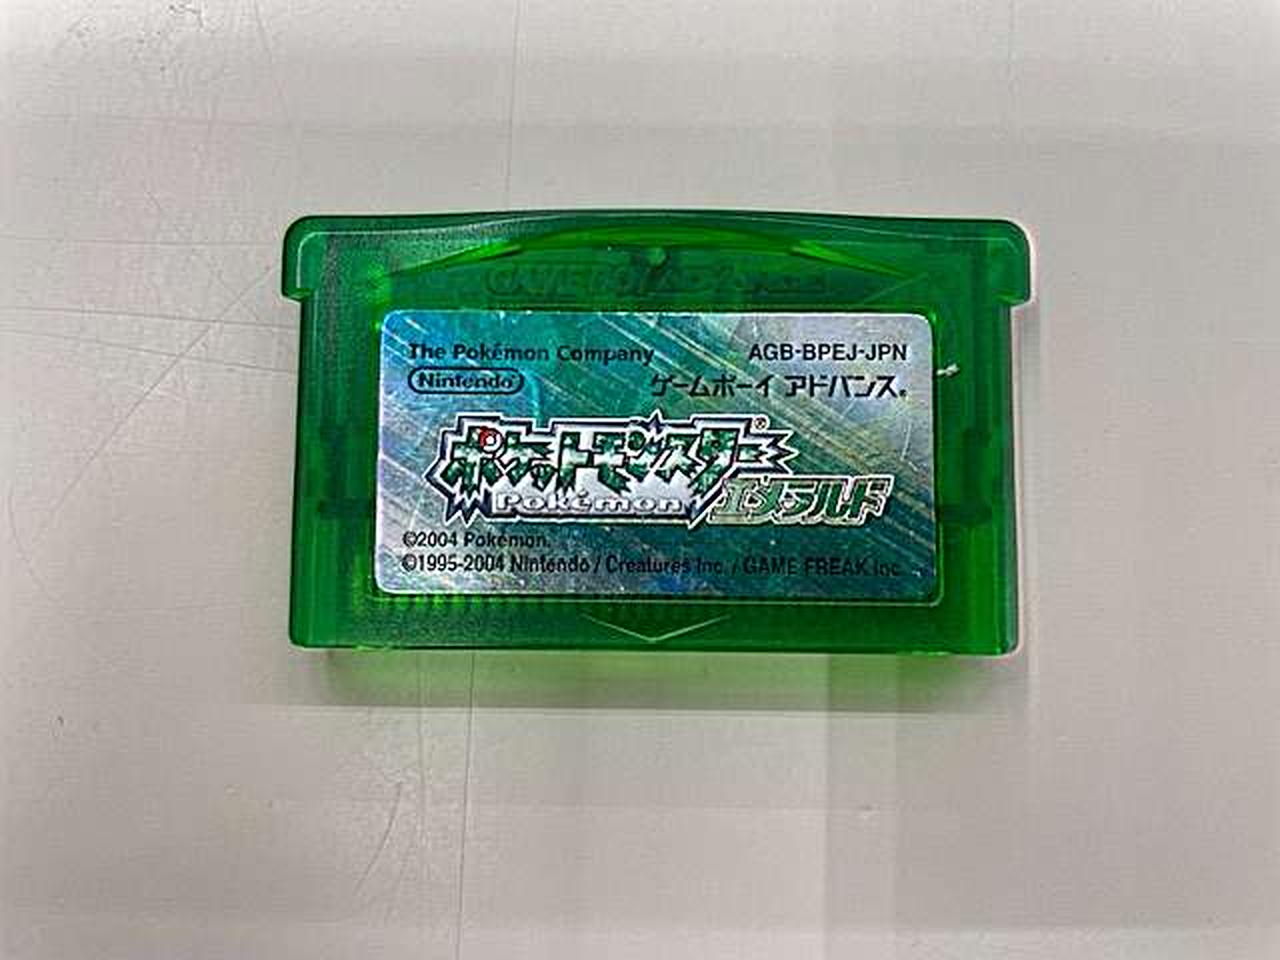 GAME BOY ADVANCE
The Pokémon Company AGB-BPEJ-JPN
Nintendo ゲームボーイ アドバンス®
ポケットモンスター®
Pokémon エメラルド
©2004 Pokémon.
©1995-2004 Nintendo / Creatures Inc. / GAME FREAK Inc.